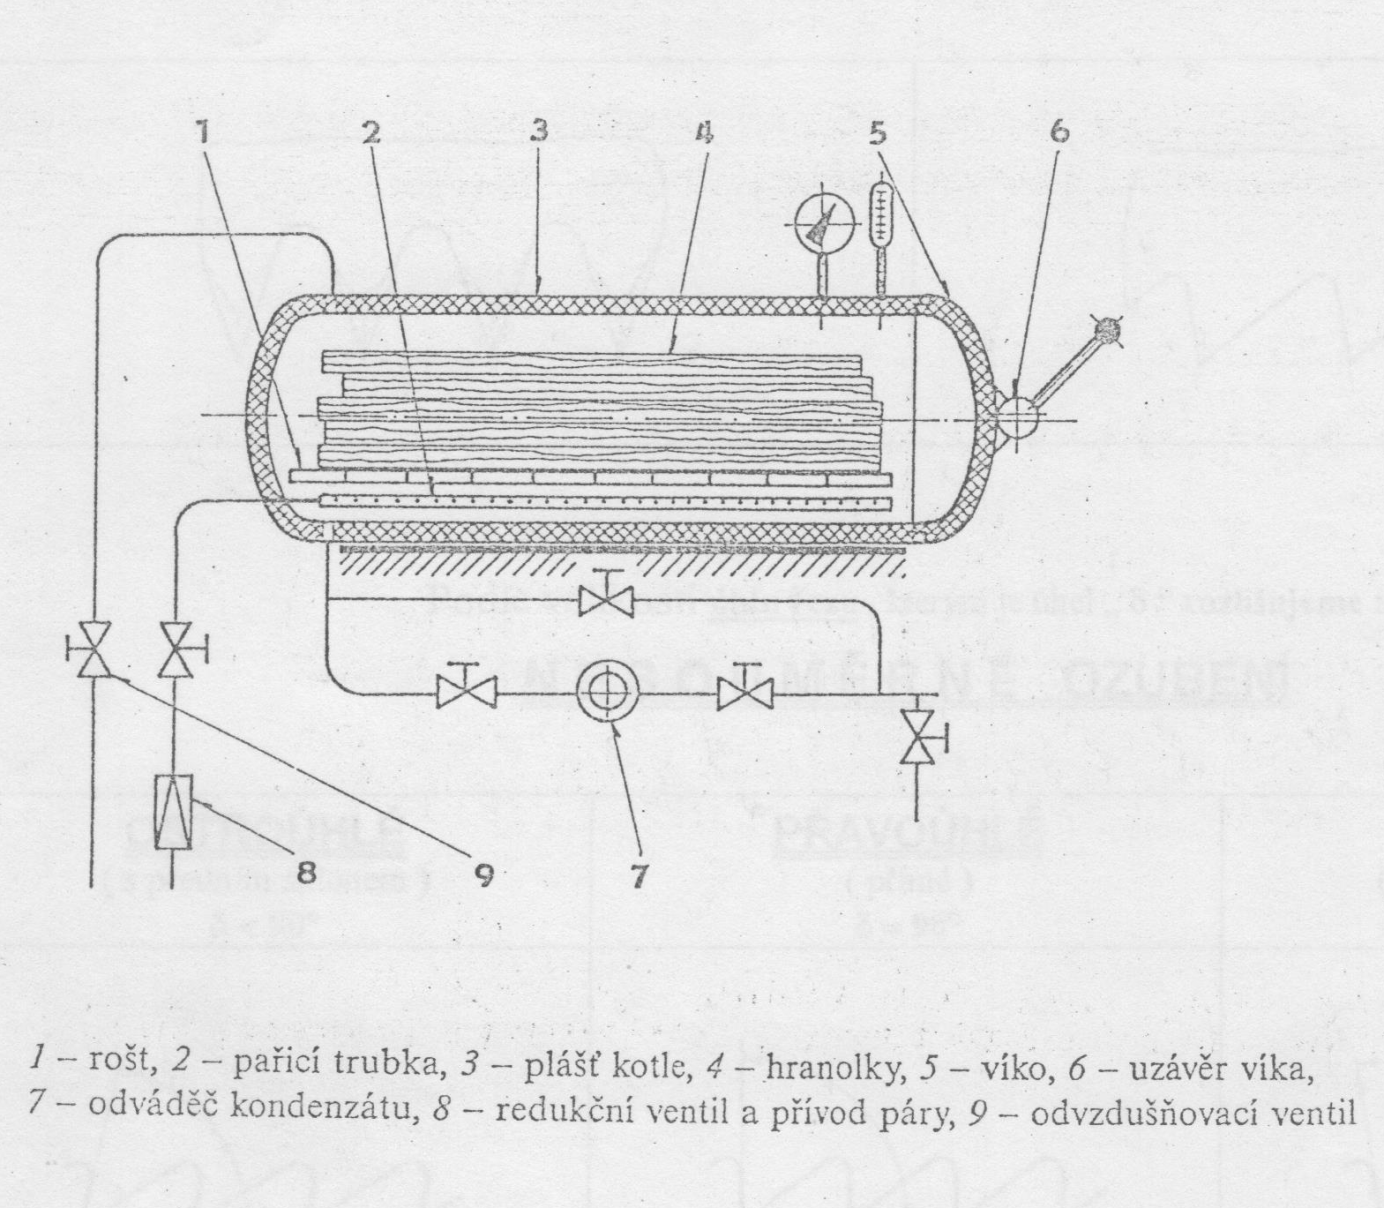 1 2 3 4 5 6
8 9 7
1 – rošt, 2 – pařicí trubka, 3 – plášť kotle, 4 – hranolky, 5 – víko, 6 – uzávěr víka,
7 – odváděč kondenzátu, 8 – redukční ventil a přívod páry, 9 – odvzdušňovací ventil